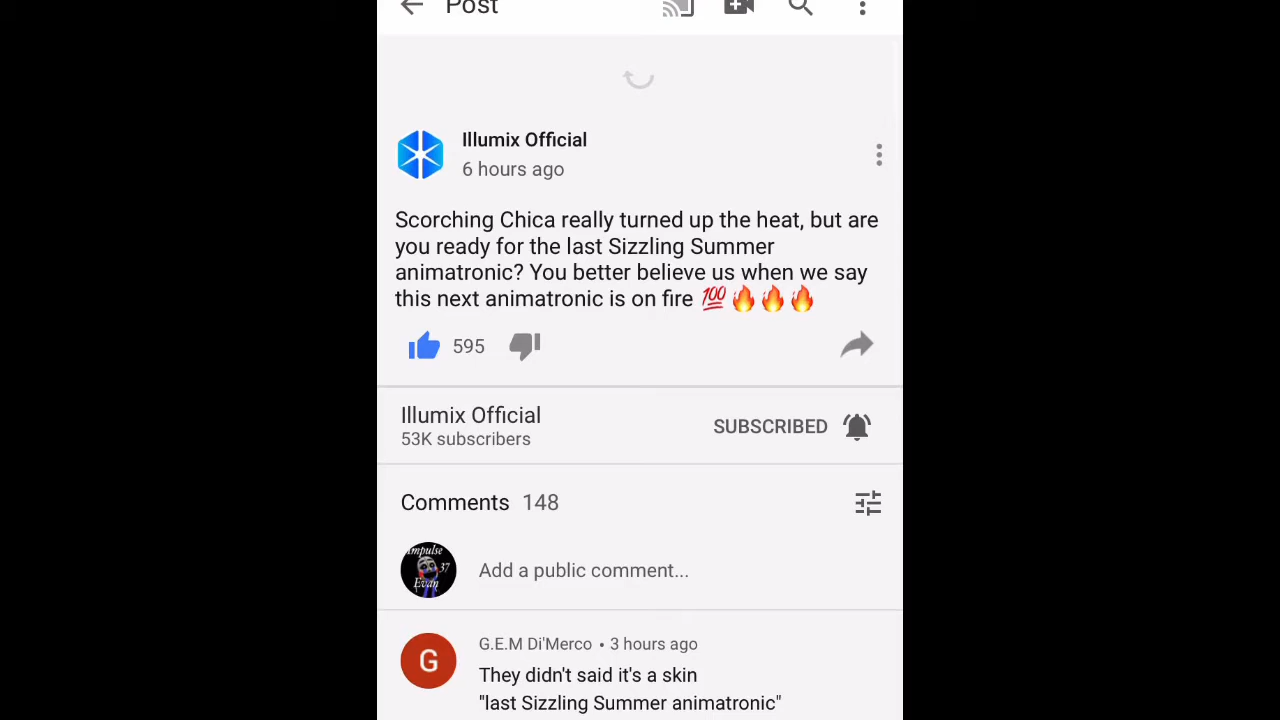 Post
Illumix Official
6 hours ago
Scorching Chica really turned up the heat, but are
you ready for the last Sizzling Summer
animatronic? You better believe us when we say
this next animatronic is on fire 💯🔥🔥🔥
595
Illumix Official
53K subscribers
SUBSCRIBED
Comments 148
Impulse
37
Evan
Add a public comment...
G
G.E.M Di'Merco • 3 hours ago
They didn't said it's a skin
"last Sizzling Summer animatronic"